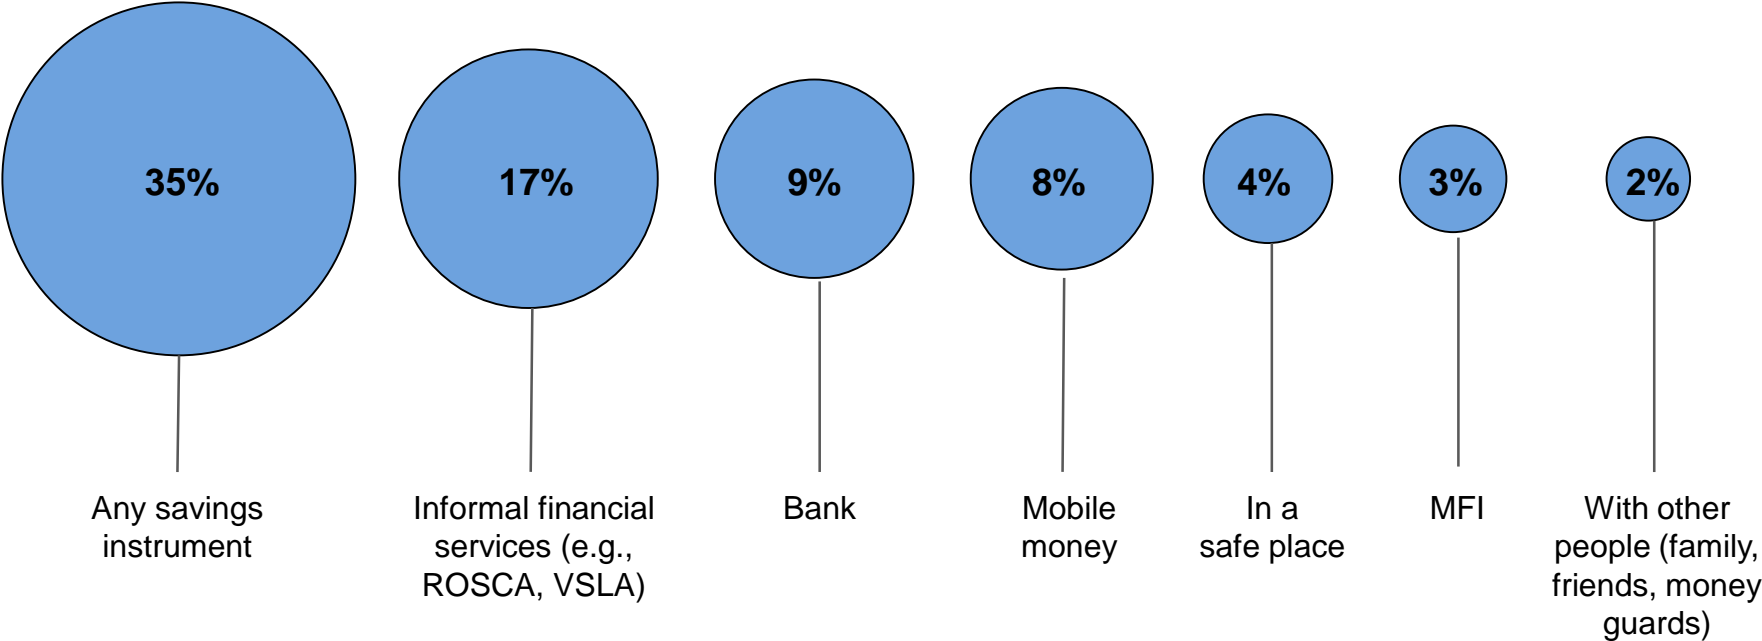 35%
17%
9%
8%
4%
3%
2%
Any savings
instrument
Informal financial
services (e.g.,
ROSCA, VSLA)
Bank
Mobile
money
In a
safe place
MFI
With other
people (family,
friends, money
guards)